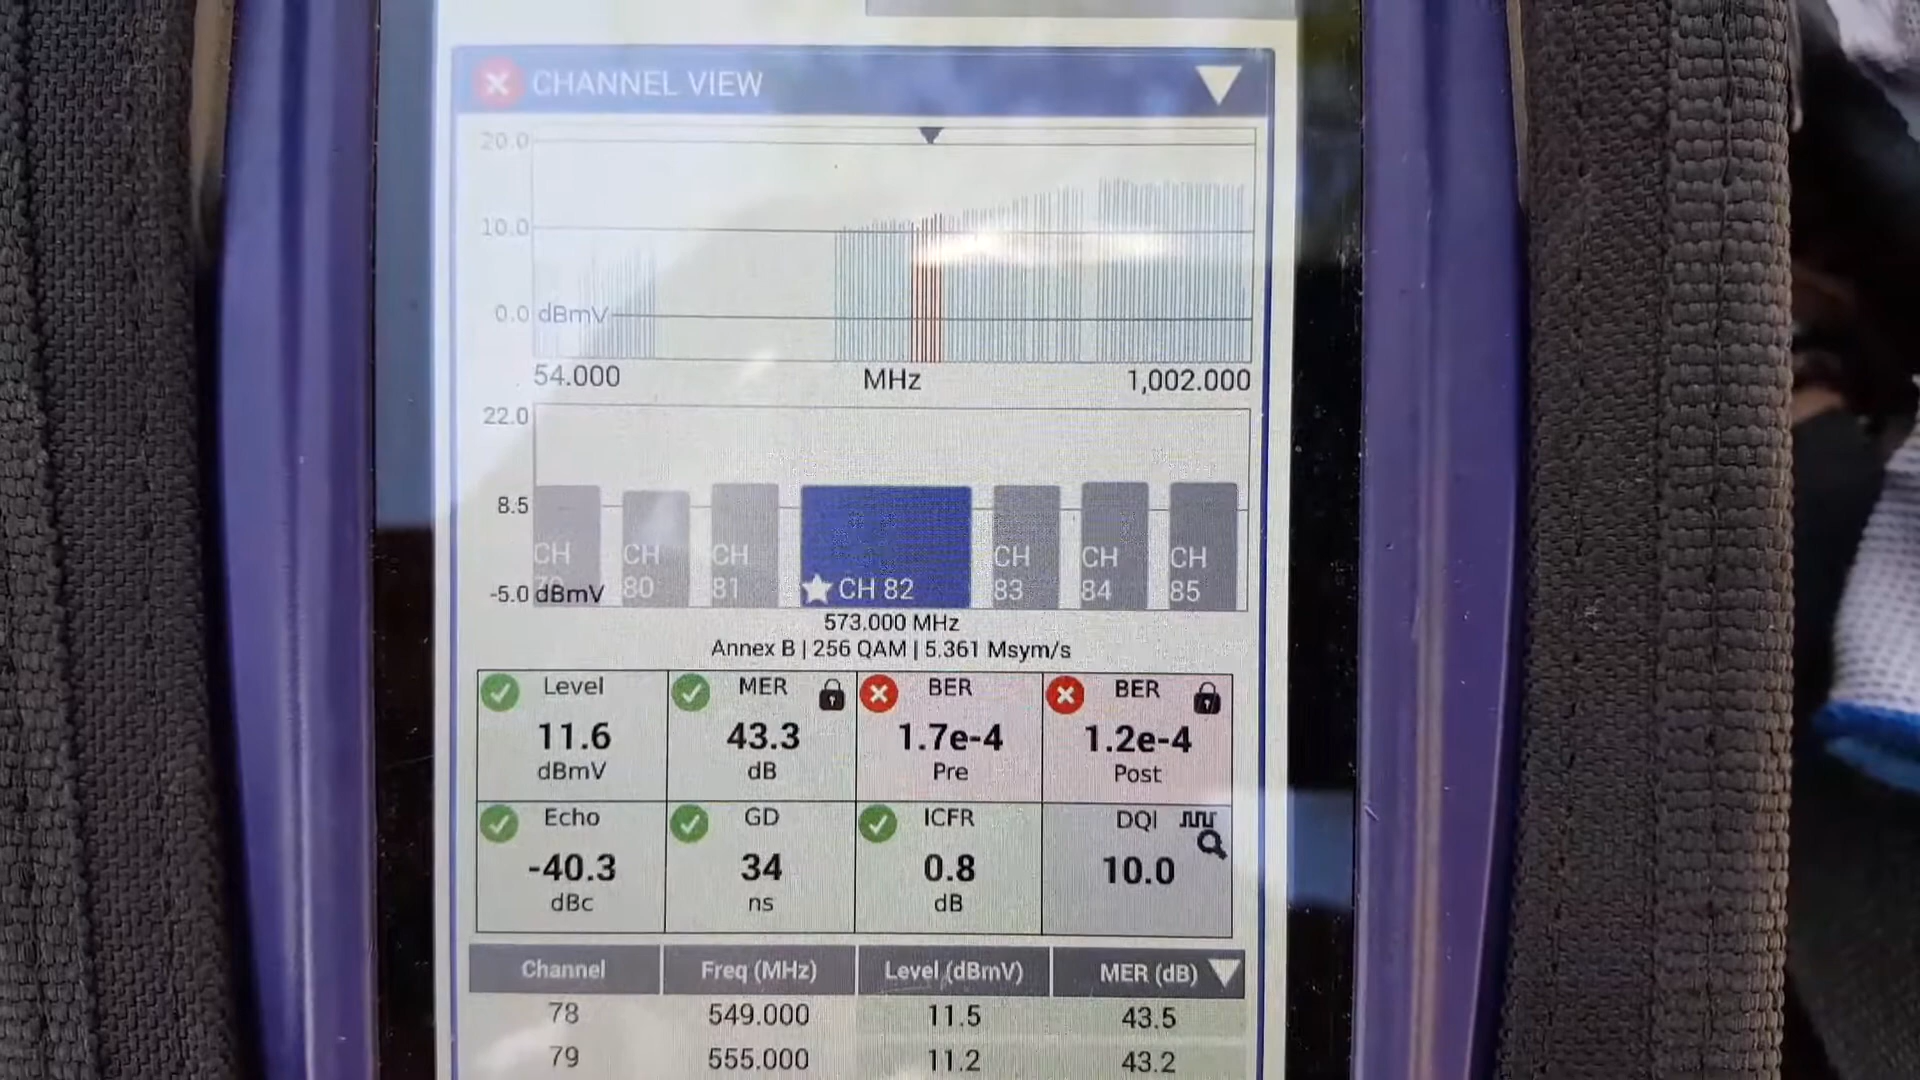 CHANNEL VIEW
20.0
10.0
0.0 dBmV
54.000 MHz 1,002.000
22.0
8.5
-5.0 dBmV
CH 79 CH 80 CH 81 CH 82 CH 83 CH 84 CH 85
573.000 MHz
Annex B | 256 QAM | 5.361 Msym/s
Level MER BER BER
11.6 43.3 1.7e-4 1.2e-4
dBmV dB Pre Post
Echo GD ICFR DQI
-40.3 34 0.8 10.0
dBc ns dB
Channel Freq (MHz) Level (dBmV) MER (dB)
78 549.000 11.5 43.5
79 555.000 11.2 43.2